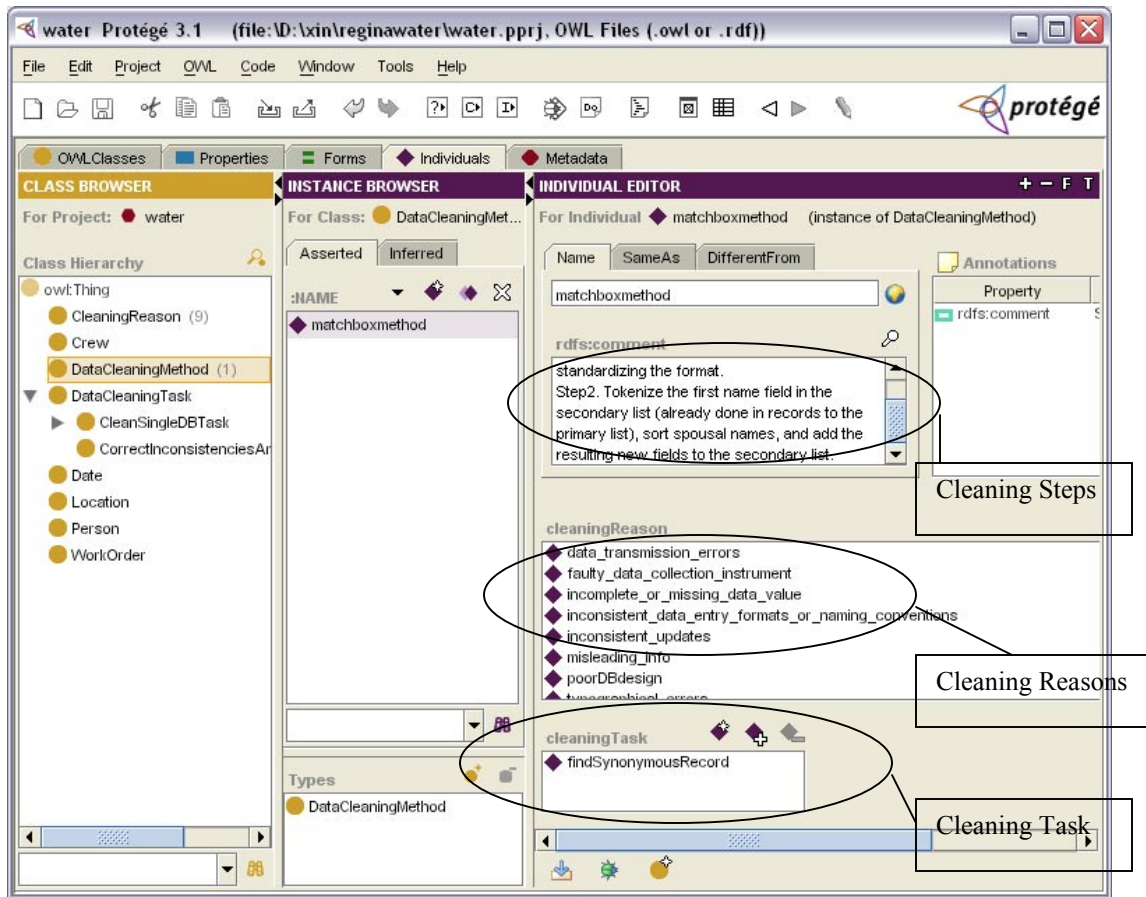 water Protégé 3.1 (file:\D:\xin\reginawater\water.pprj, OWL Files (.owl or .rdf))
File Edit Project OWL Code Window Tools Help
protégé
OWLClasses Properties Forms Individuals Metadata
CLASS BROWSER
For Project: water
Class Hierarchy
owl:Thing
CleaningReason (9)
Crew
DataCleaningMethod (1)
DataCleaningTask
CleanSingleDBTask
CorrectInconsistenciesAr
Date
Location
Person
WorkOrder
INSTANCE BROWSER
For Class: DataCleaningMet...
Asserted Inferred
:NAME
matchboxmethod
Types
DataCleaningMethod
INDIVIDUAL EDITOR + - F T
For Individual matchboxmethod (instance of DataCleaningMethod)
Name SameAs DifferentFrom
matchboxmethod
rdfs:comment
standardizing the format.
Step2. Tokenize the first name field in the
secondary list (already done in records to the
primary list), sort spousal names, and add the
resulting new fields to the secondary list.
Annotations
Property
rdfs:comment
Cleaning Steps
cleaningReason
data_transmission_errors
faulty_data_collection_instrument
incomplete_or_missing_data_value
inconsistent_data_entry_formats_or_naming_conventions
inconsistent_updates
misleading_info
poorDBdesign
typographical_errors
Cleaning Reasons
cleaningTask
findSynonymousRecord
Cleaning Task